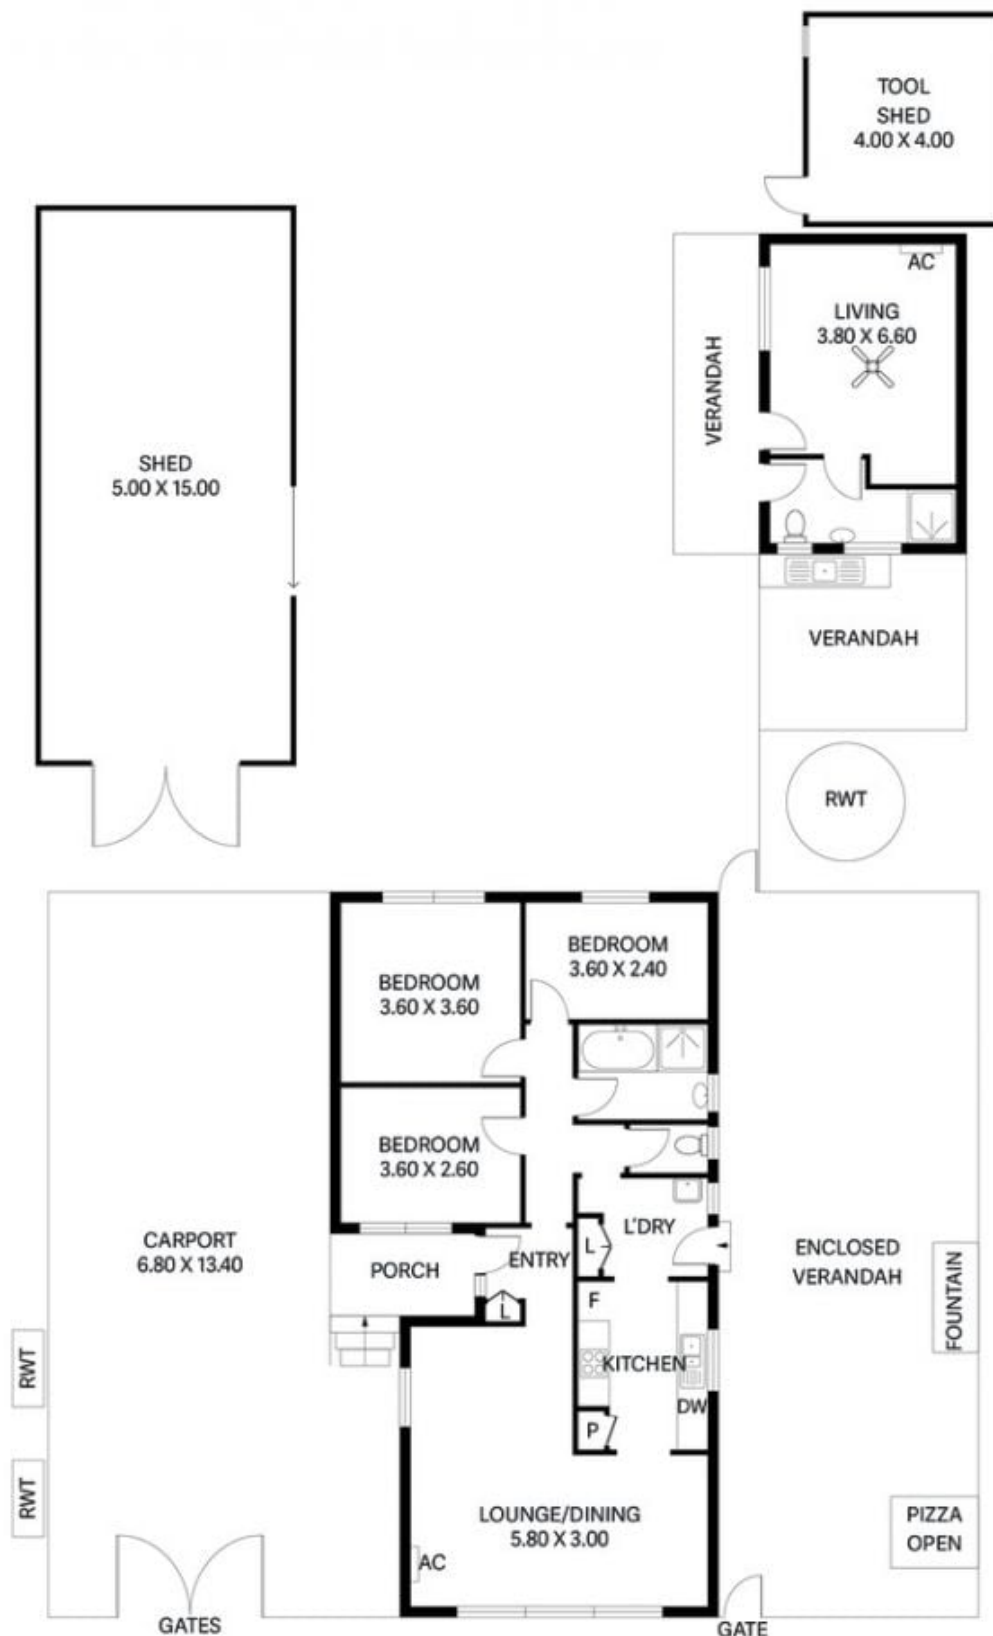 TOOL
SHED
4.00 X 4.00
AC
LIVING
3.80 X 6.60
VERANDAH
SHED
5.00 X 15.00
VERANDAH
RWT
BEDROOM
3.60 X 2.40
BEDROOM
3.60 X 3.60
BEDROOM
3.60 X 2.60
CARPORT
6.80 X 13.40
PORCH
ENTRY
L
L'DRY
L
ENCLOSED
VERANDAH
FOUNTAIN
F
KITCHEN
DW
P
RWT
RWT
LOUNGE/DINING
5.80 X 3.00
AC
PIZZA
OPEN
GATES
GATE